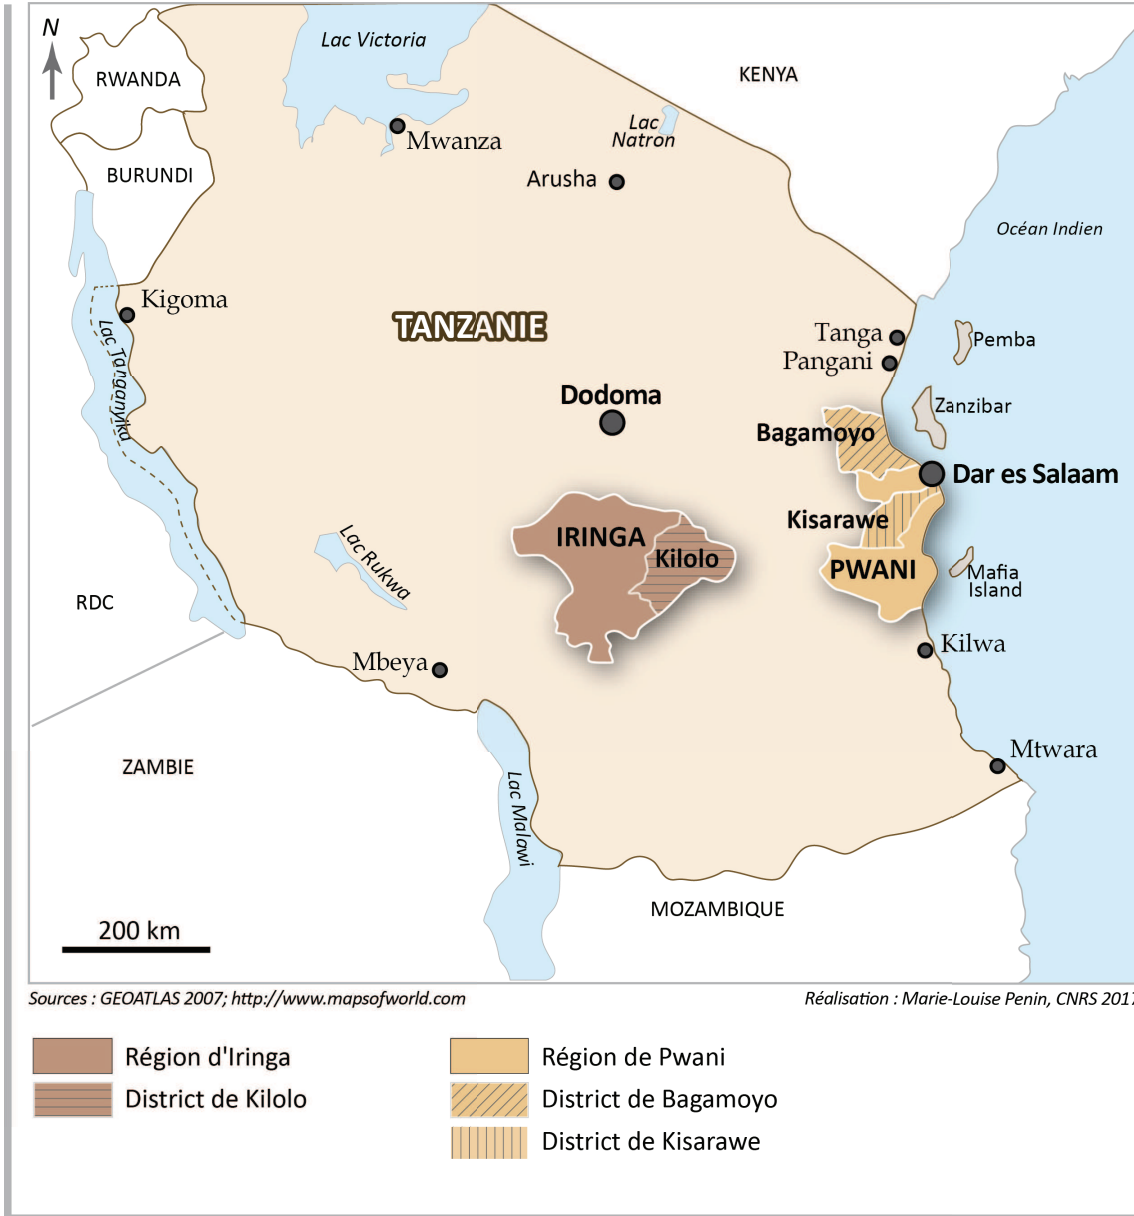 N
Lac Victoria
RWANDA
KENYA
Lac
Natron
Mwanza
BURUNDI
Arusha
Océan Indien
Kigoma
Lac Tanganyika
TANZANIE
Tanga
Pemba
Pangani
Dodoma
Zanzibar
Bagamoyo
Dar es Salaam
Kisarawe
IRINGA
Kilolo
Lac Rukwa
PWANI
Mafia
Island
RDC
Kilwa
Mbeya
Mtwara
ZAMBIE
Lac Malawi
MOZAMBIQUE
200 km
Sources : GEOATLAS 2007; http://www.mapsofworld.com
Réalisation : Marie-Louise Penin, CNRS 2017
Région d'Iringa
Région de Pwani
District de Kilolo
District de Bagamoyo
District de Kisarawe